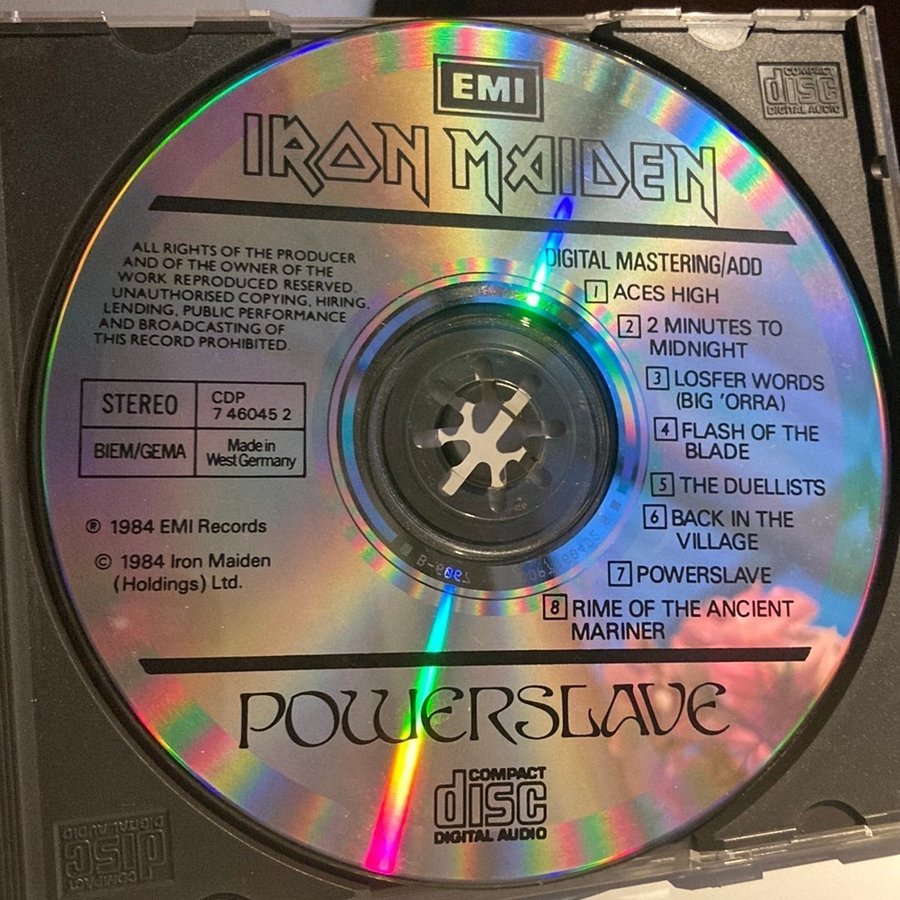 EMI
IRON MAIDEN
COMPACT
disc
DIGITAL AUDIO
ALL RIGHTS OF THE PRODUCER
AND OF THE OWNER OF THE
WORK REPRODUCED RESERVED.
UNAUTHORISED COPYING, HIRING,
LENDING, PUBLIC PERFORMANCE
AND BROADCASTING OF
THIS RECORD PROHIBITED.
STEREO
CDP
7 46045 2
BIEM/GEMA
Made in
West Germany
℗ 1984 EMI Records
© 1984 Iron Maiden
(Holdings) Ltd.
DIGITAL MASTERING/ADD
1 ACES HIGH
2 2 MINUTES TO
MIDNIGHT
3 LOSFER WORDS
(BIG 'ORRA)
4 FLASH OF THE
BLADE
5 THE DUELLISTS
6 BACK IN THE
VILLAGE
7 POWERSLAVE
8 RIME OF THE ANCIENT
MARINER
POWERSLAVE
COMPACT
disc
DIGITAL AUDIO
COMPACT
disc
DIGITAL AUDIO